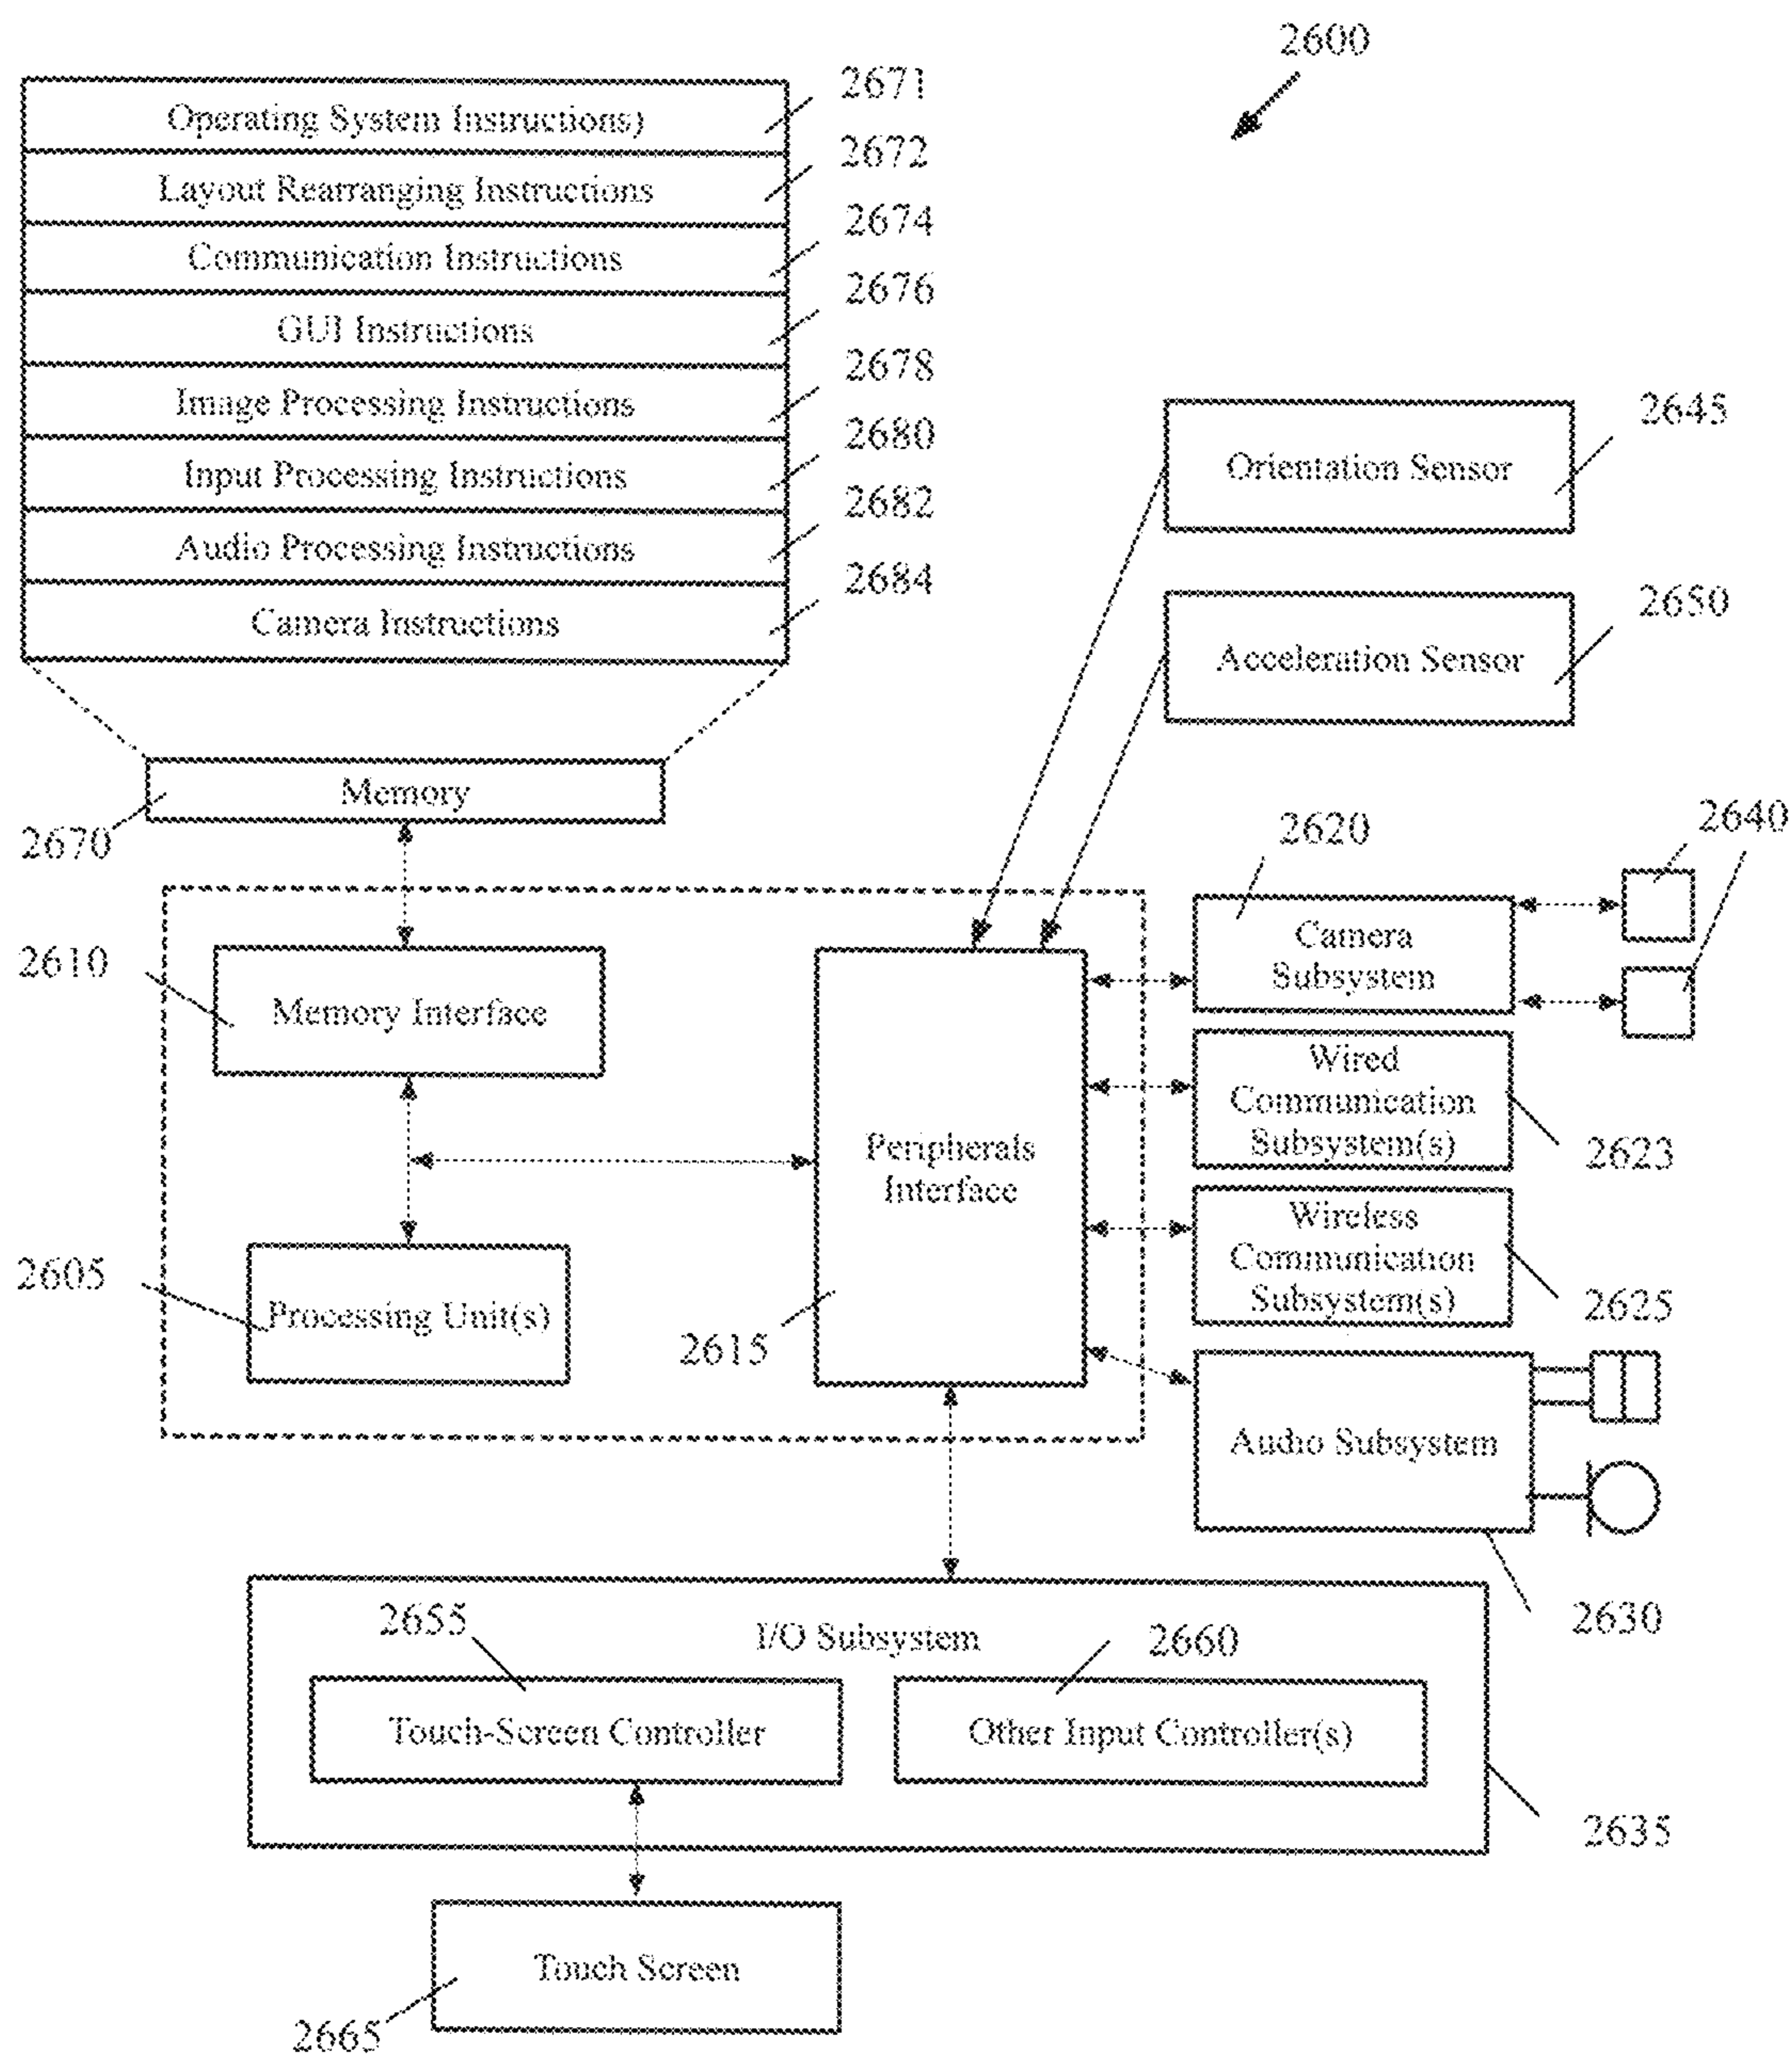 2600
2671
Operating System Instructions)
2672
Layout Rearranging Instructions
2674
Communication Instructions
2676
GUI Instructions
2678
Image Processing Instructions
2680
Input Processing Instructions
2682
Audio Processing Instructions
2684
Camera Instructions
2645
Orientation Sensor
2650
Acceleration Sensor
Memory
2670
2620
2640
Camera
Subsystem
2610
Memory Interface
Wired
Communication
Subsystem(s)
2623
Peripherals
Interface
Wireless
Communication
Subsystem(s)
2625
2605
Processing Unit(s)
2615
Audio Subsystem
2630
I/O Subsystem
2655
2660
Touch-Screen Controller
Other Input Controller(s)
2635
Touch Screen
2665